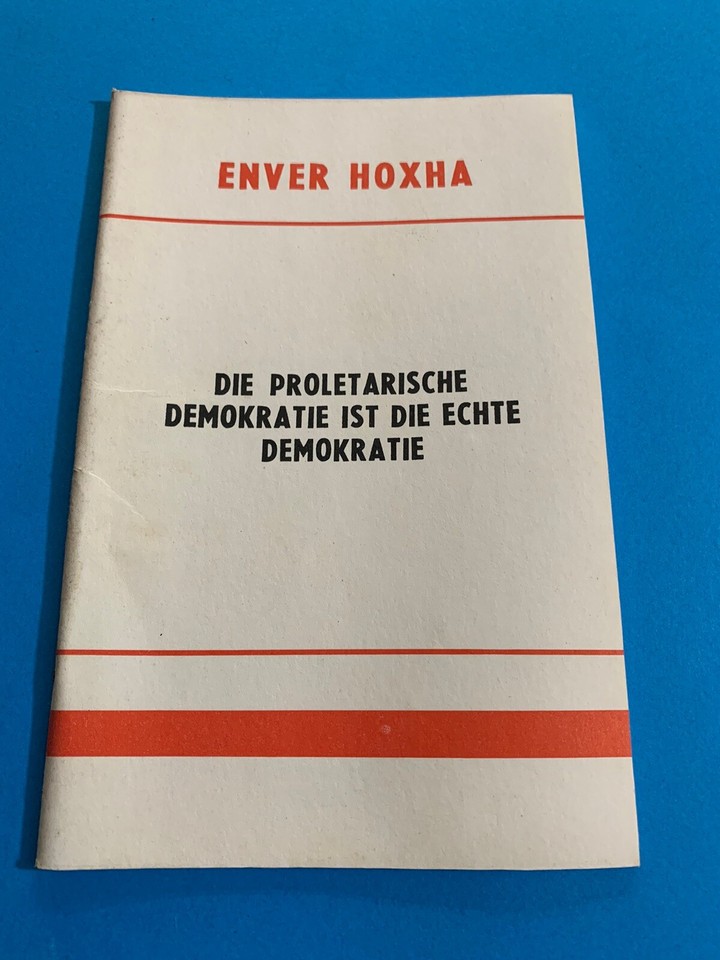 ENVER HOXHA
DIE PROLETARISCHE
DEMOKRATIE IST DIE ECHTE
DEMOKRATIE